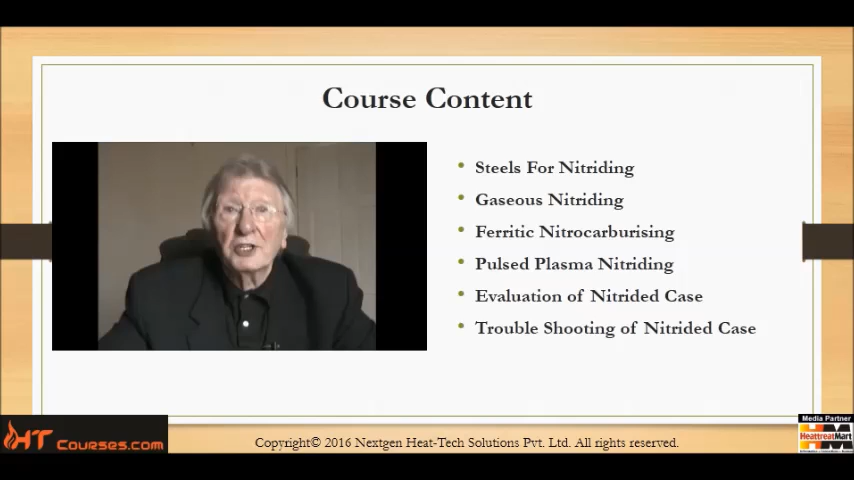 Course Content
Steels For Nitriding
Gaseous Nitriding
Ferritic Nitrocarburising
Pulsed Plasma Nitriding
Evaluation of Nitrided Case
Trouble Shooting of Nitrided Case
HT Courses.com
Copyright© 2016 Nextgen Heat-Tech Solutions Pvt. Ltd. All rights reserved.
Media Partner
HM
HeattreatMart